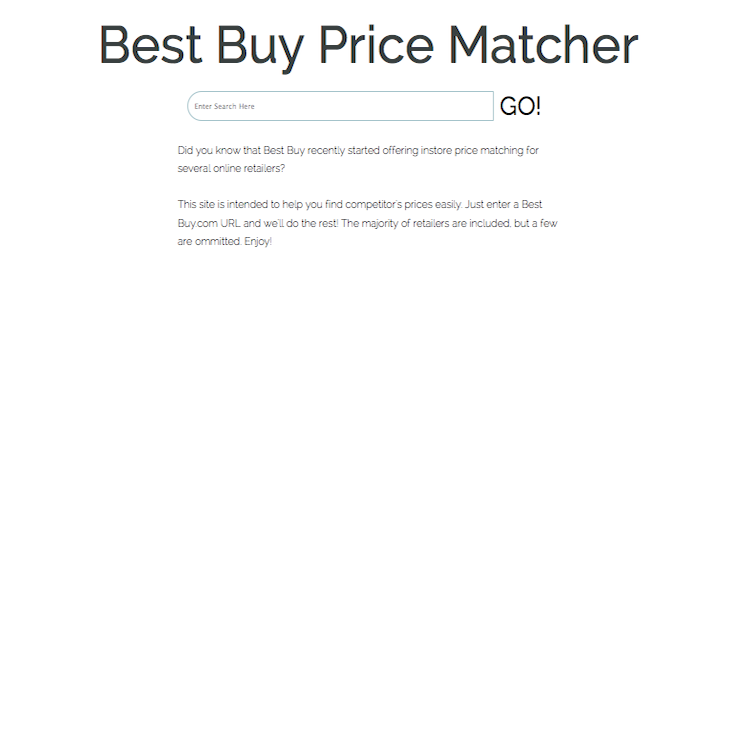 Best Buy Price Matcher
Enter Search Here
GO!
Did you know that Best Buy recently started offering instore price matching for
several online retailers?
This site is intended to help you find competitor's prices easily. Just enter a Best
Buy.com URL and we'll do the rest! The majority of retailers are included, but a few
are ommitted. Enjoy!